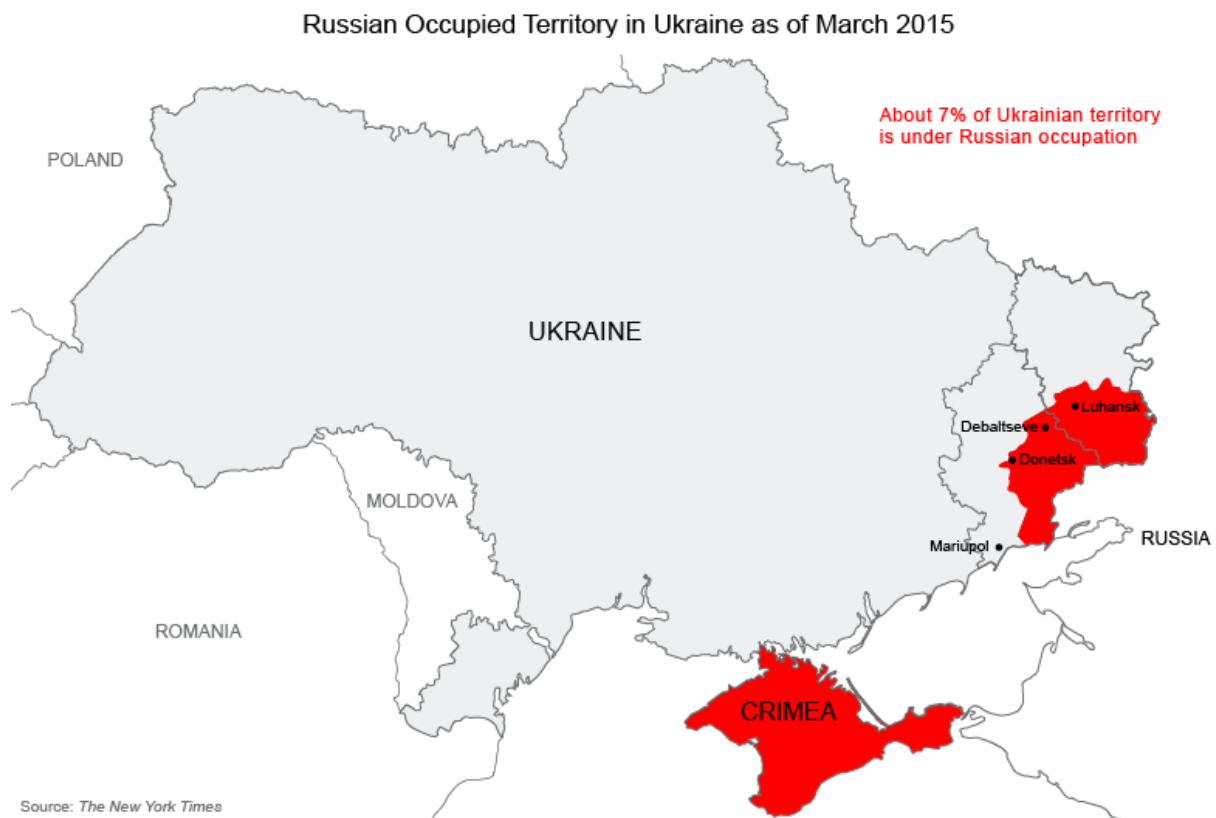 Russian Occupied Territory in Ukraine as of March 2015
About 7% of Ukrainian territory
is under Russian occupation
POLAND
UKRAINE
Luhansk
Debaltseve
Donetsk
MOLDOVA
RUSSIA
Mariupol
ROMANIA
CRIMEA
Source: The New York Times